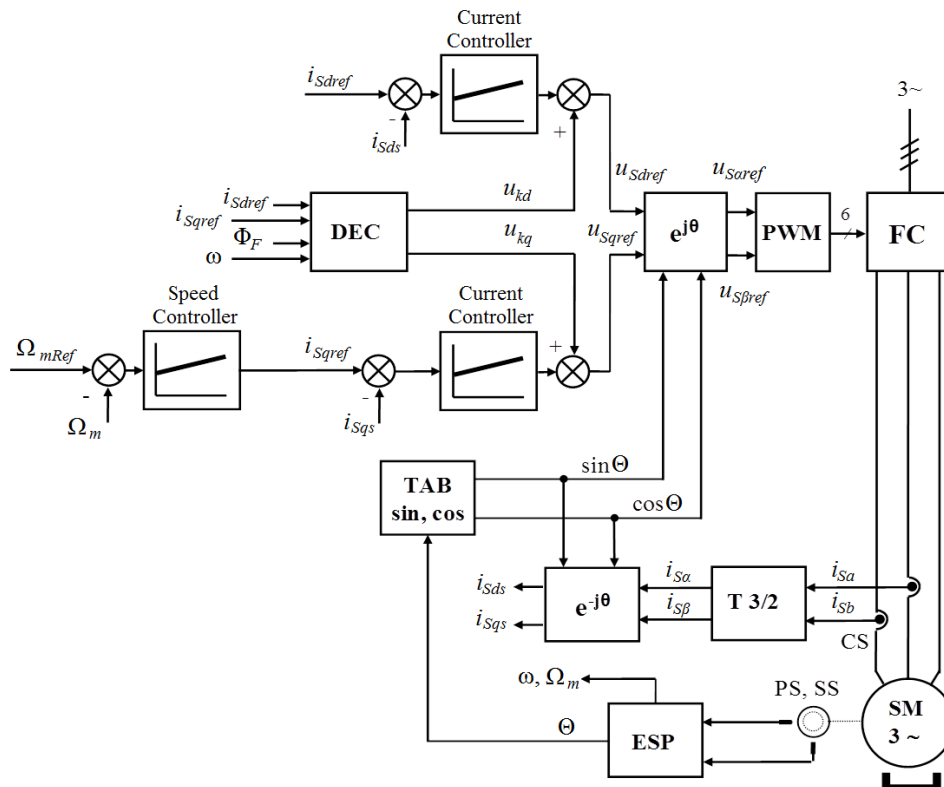 Current
Controller
3~
i_Sdref
-
i_Sds
+
u_Sdref
u_Sαref
i_Sdref
i_Sqref
Φ_F
ω
DEC
u_kd
u_kq
u_Sqref
e^jθ
PWM
6
FC
u_Sβref
Speed
Controller
Current
Controller
Ω_mRef
-
Ω_m
i_Sqref
-
i_Sqs
+
TAB
sin, cos
sinΘ
cosΘ
i_Sds
i_Sqs
e^-jθ
i_Sα
i_Sβ
T 3/2
i_Sa
i_Sb
CS
ω, Ω_m
Θ
ESP
PS, SS
SM
3 ~